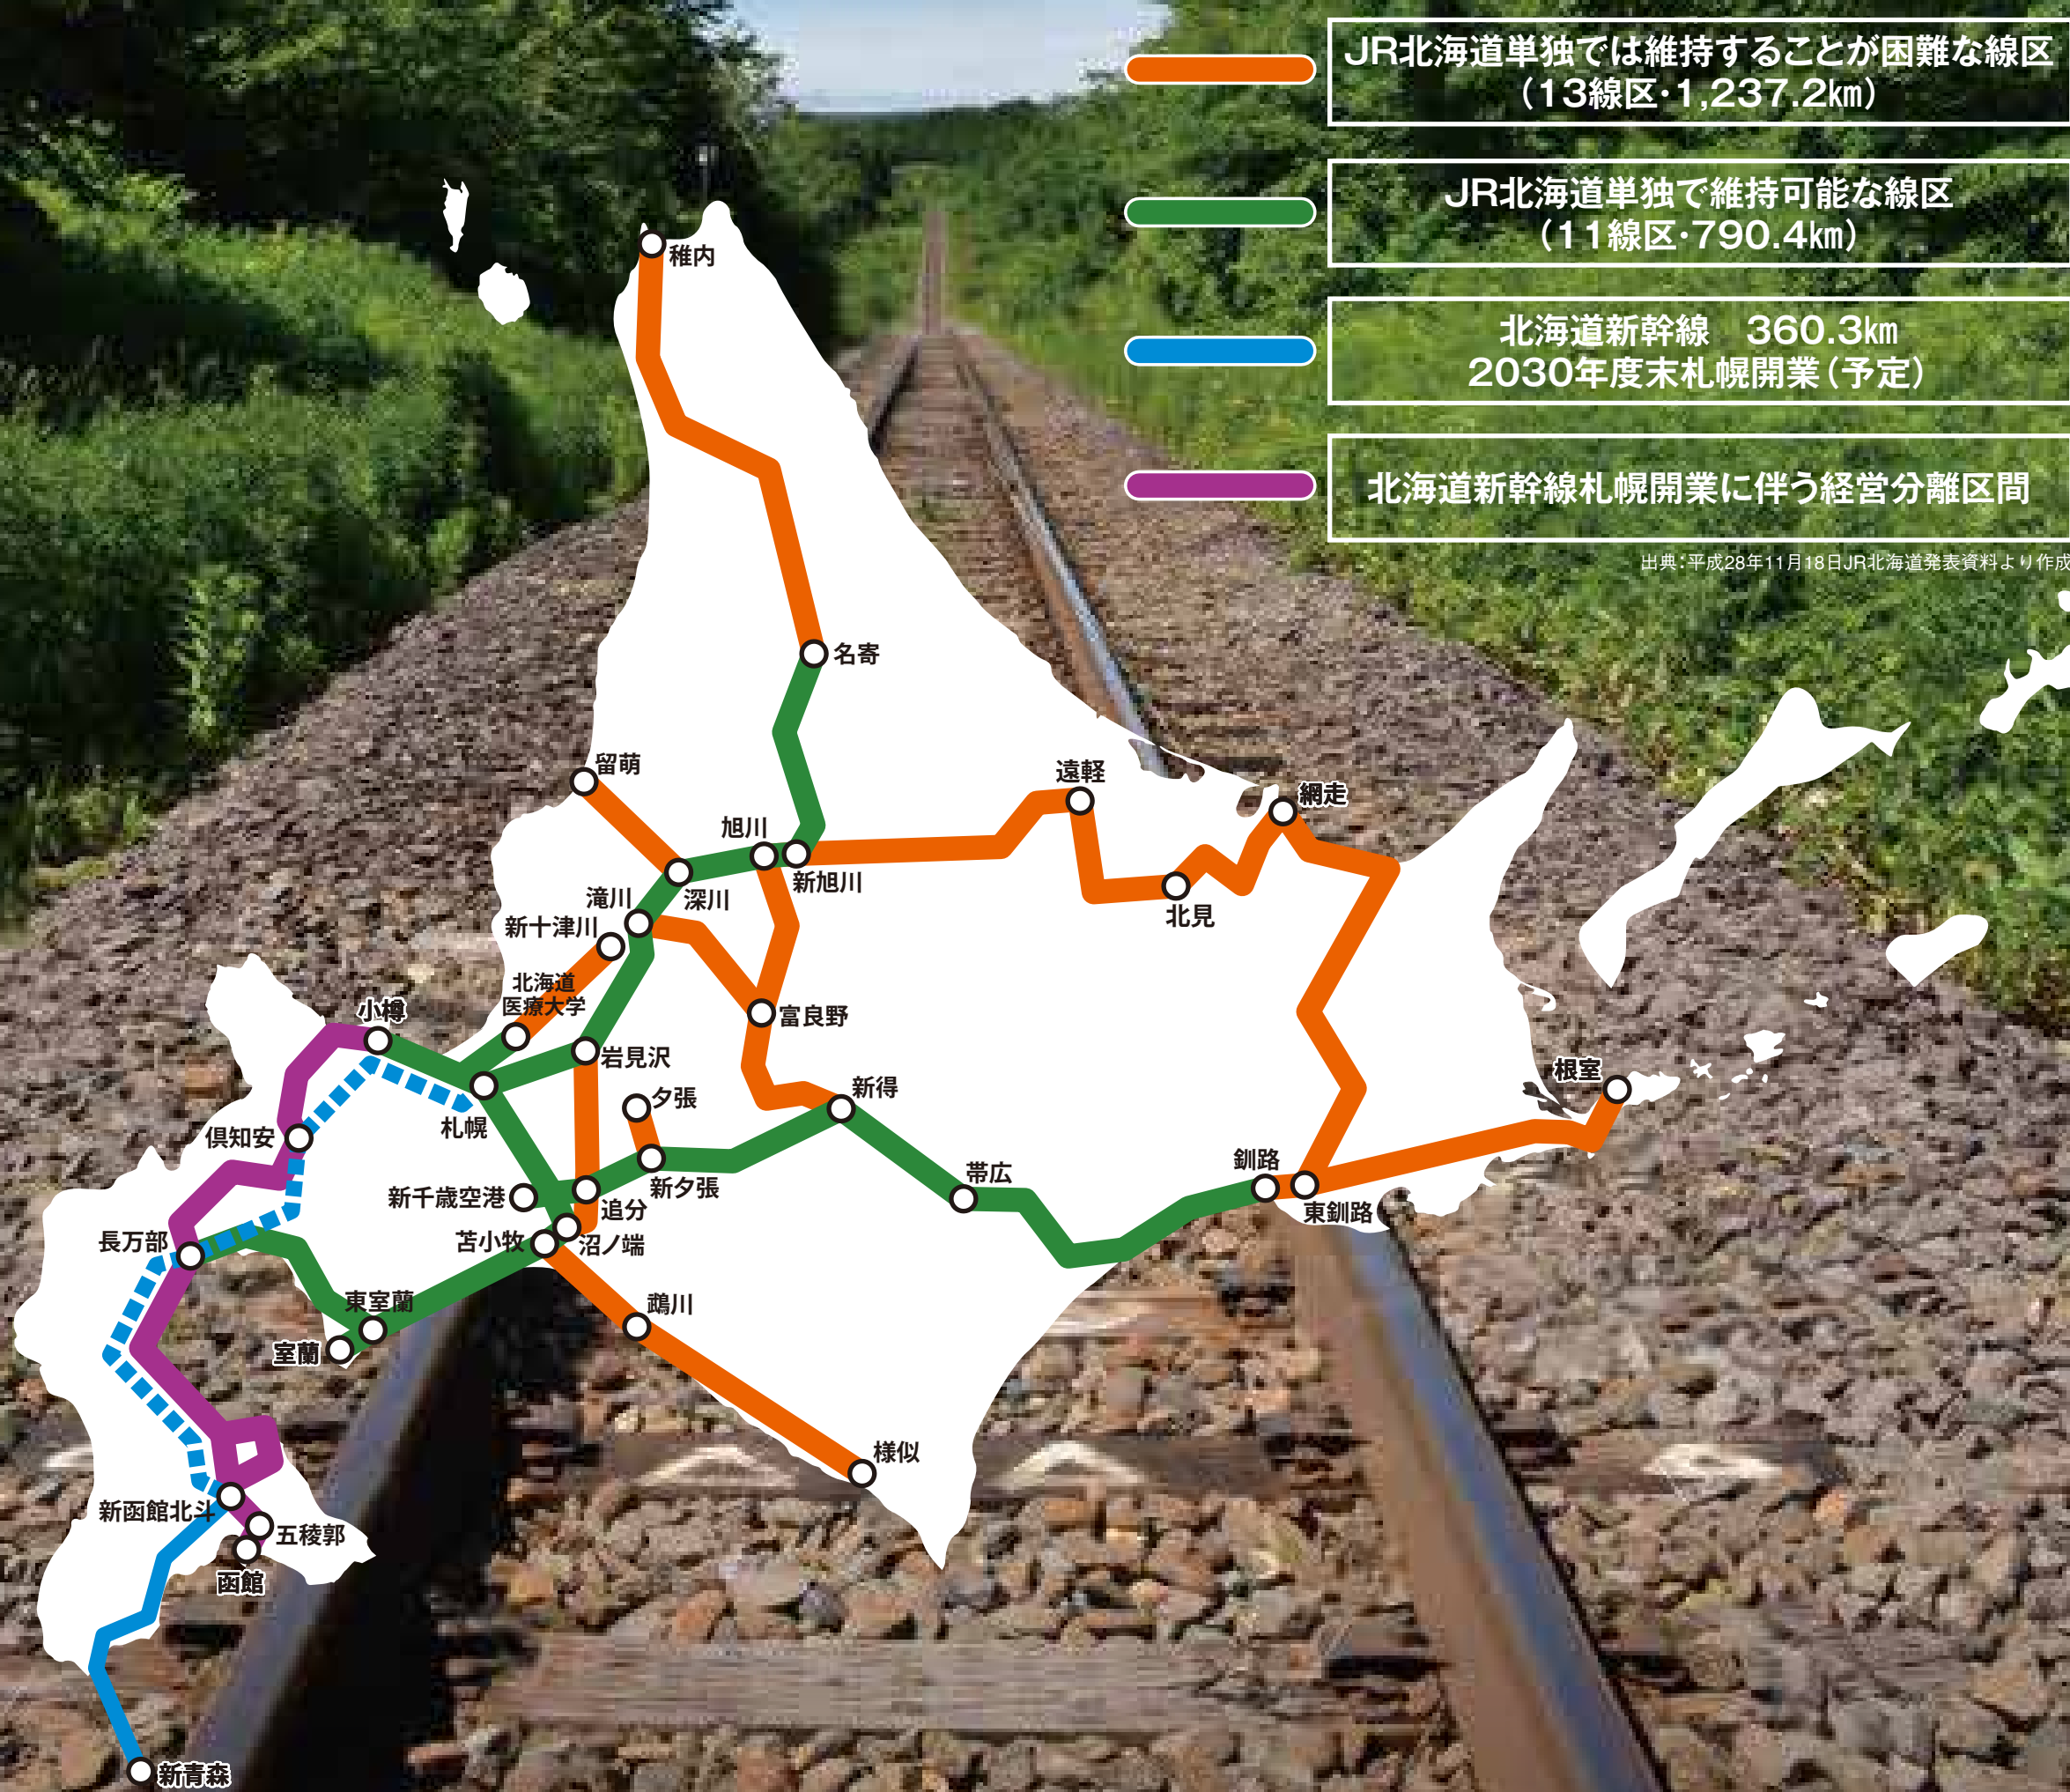 JR北海道単独では維持することが困難な線区
（13線区・1,237.2㎞）
JR北海道単独で維持可能な線区
（11線区・790.4㎞）
北海道新幹線　360.3㎞
2030年度末札幌開業（予定）
北海道新幹線札幌開業に伴う経営分離区間
出典：平成28年11月18日JR北海道発表資料より作成
稚内
名寄
留萌
遠軽
網走
旭川
新旭川
深川
滝川
北見
新十津川
北海道
医療大学
小樽
富良野
岩見沢
根室
新得
夕張
札幌
倶知安
釧路
帯広
新夕張
新千歳空港
追分
東釧路
長万部
苫小牧
沼ノ端
東室蘭
鵡川
室蘭
様似
新函館北斗
五稜郭
函館
新青森